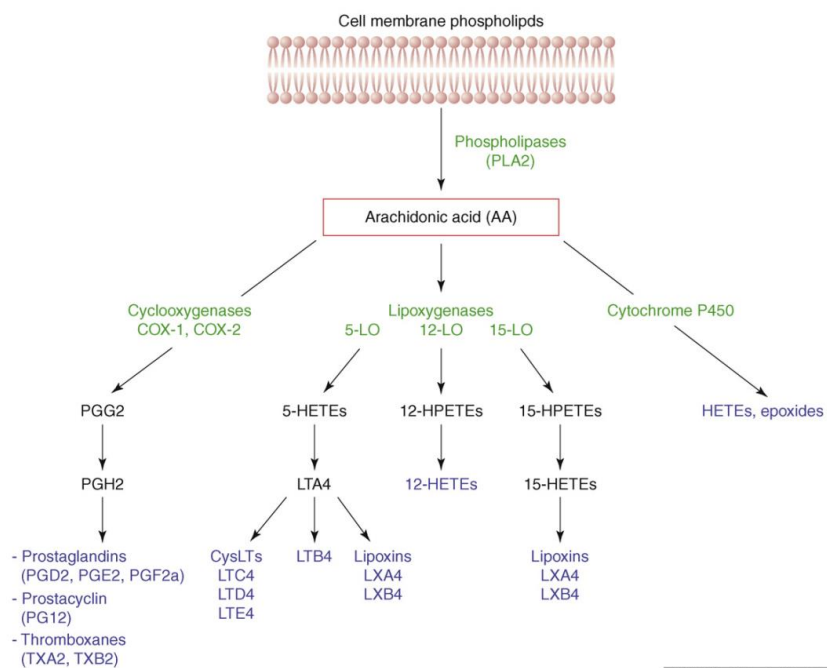 Cell membrane phospholipds
Phospholipases
(PLA2)
Arachidonic acid (AA)
Cyclooxygenases
COX-1, COX-2
Lipoxygenases
5-LO 12-LO 15-LO
Cytochrome P450
PGG2
5-HETEs
12-HPETEs
15-HPETEs
HETEs, epoxides
PGH2
LTA4
12-HETEs
15-HETEs
- Prostaglandins
(PGD2, PGE2, PGF2a)
- Prostacyclin
(PG12)
- Thromboxanes
(TXA2, TXB2)
CysLTs
LTC4
LTD4
LTE4
LTB4
Lipoxins
LXA4
LXB4
Lipoxins
LXA4
LXB4